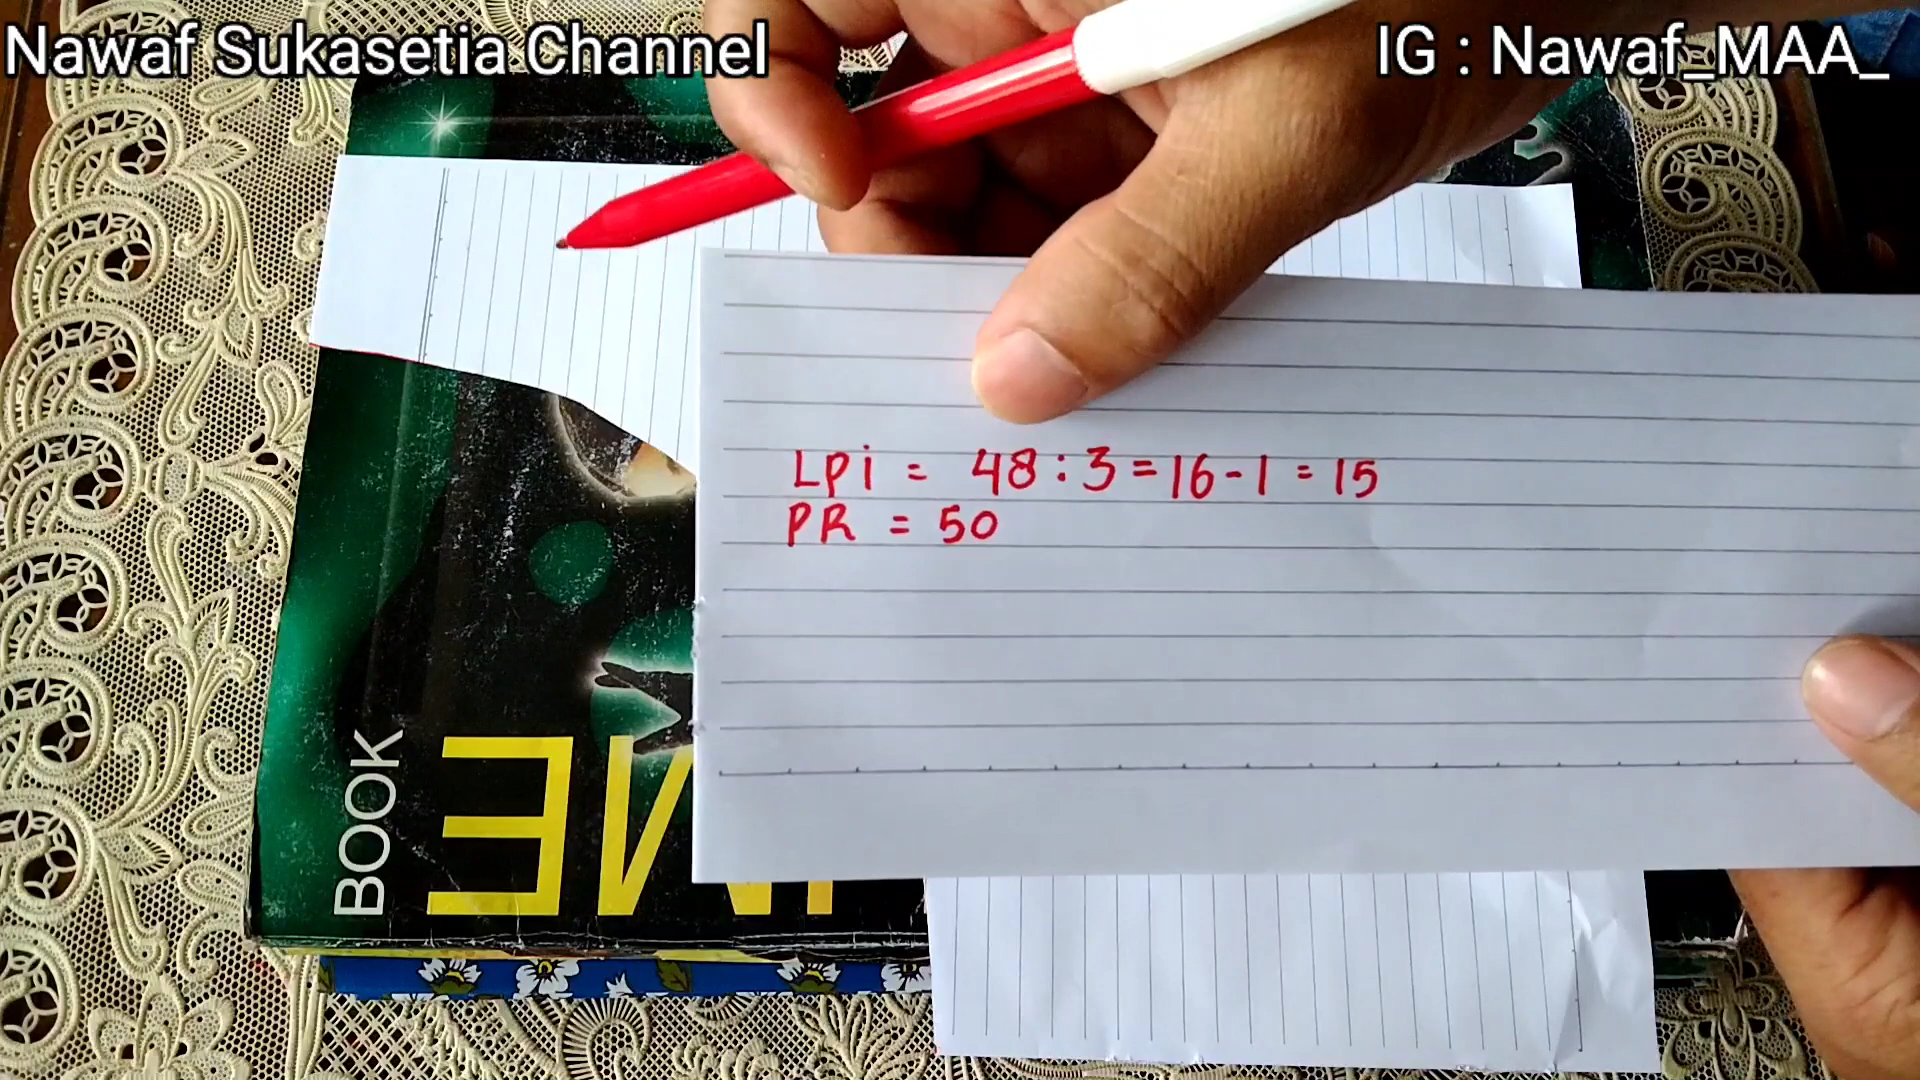 Nawaf Sukasetia Channel
IG : Nawaf_MAA_
LPi = 48 : 3 = 16 - 1 = 15
PR = 50
BOOK